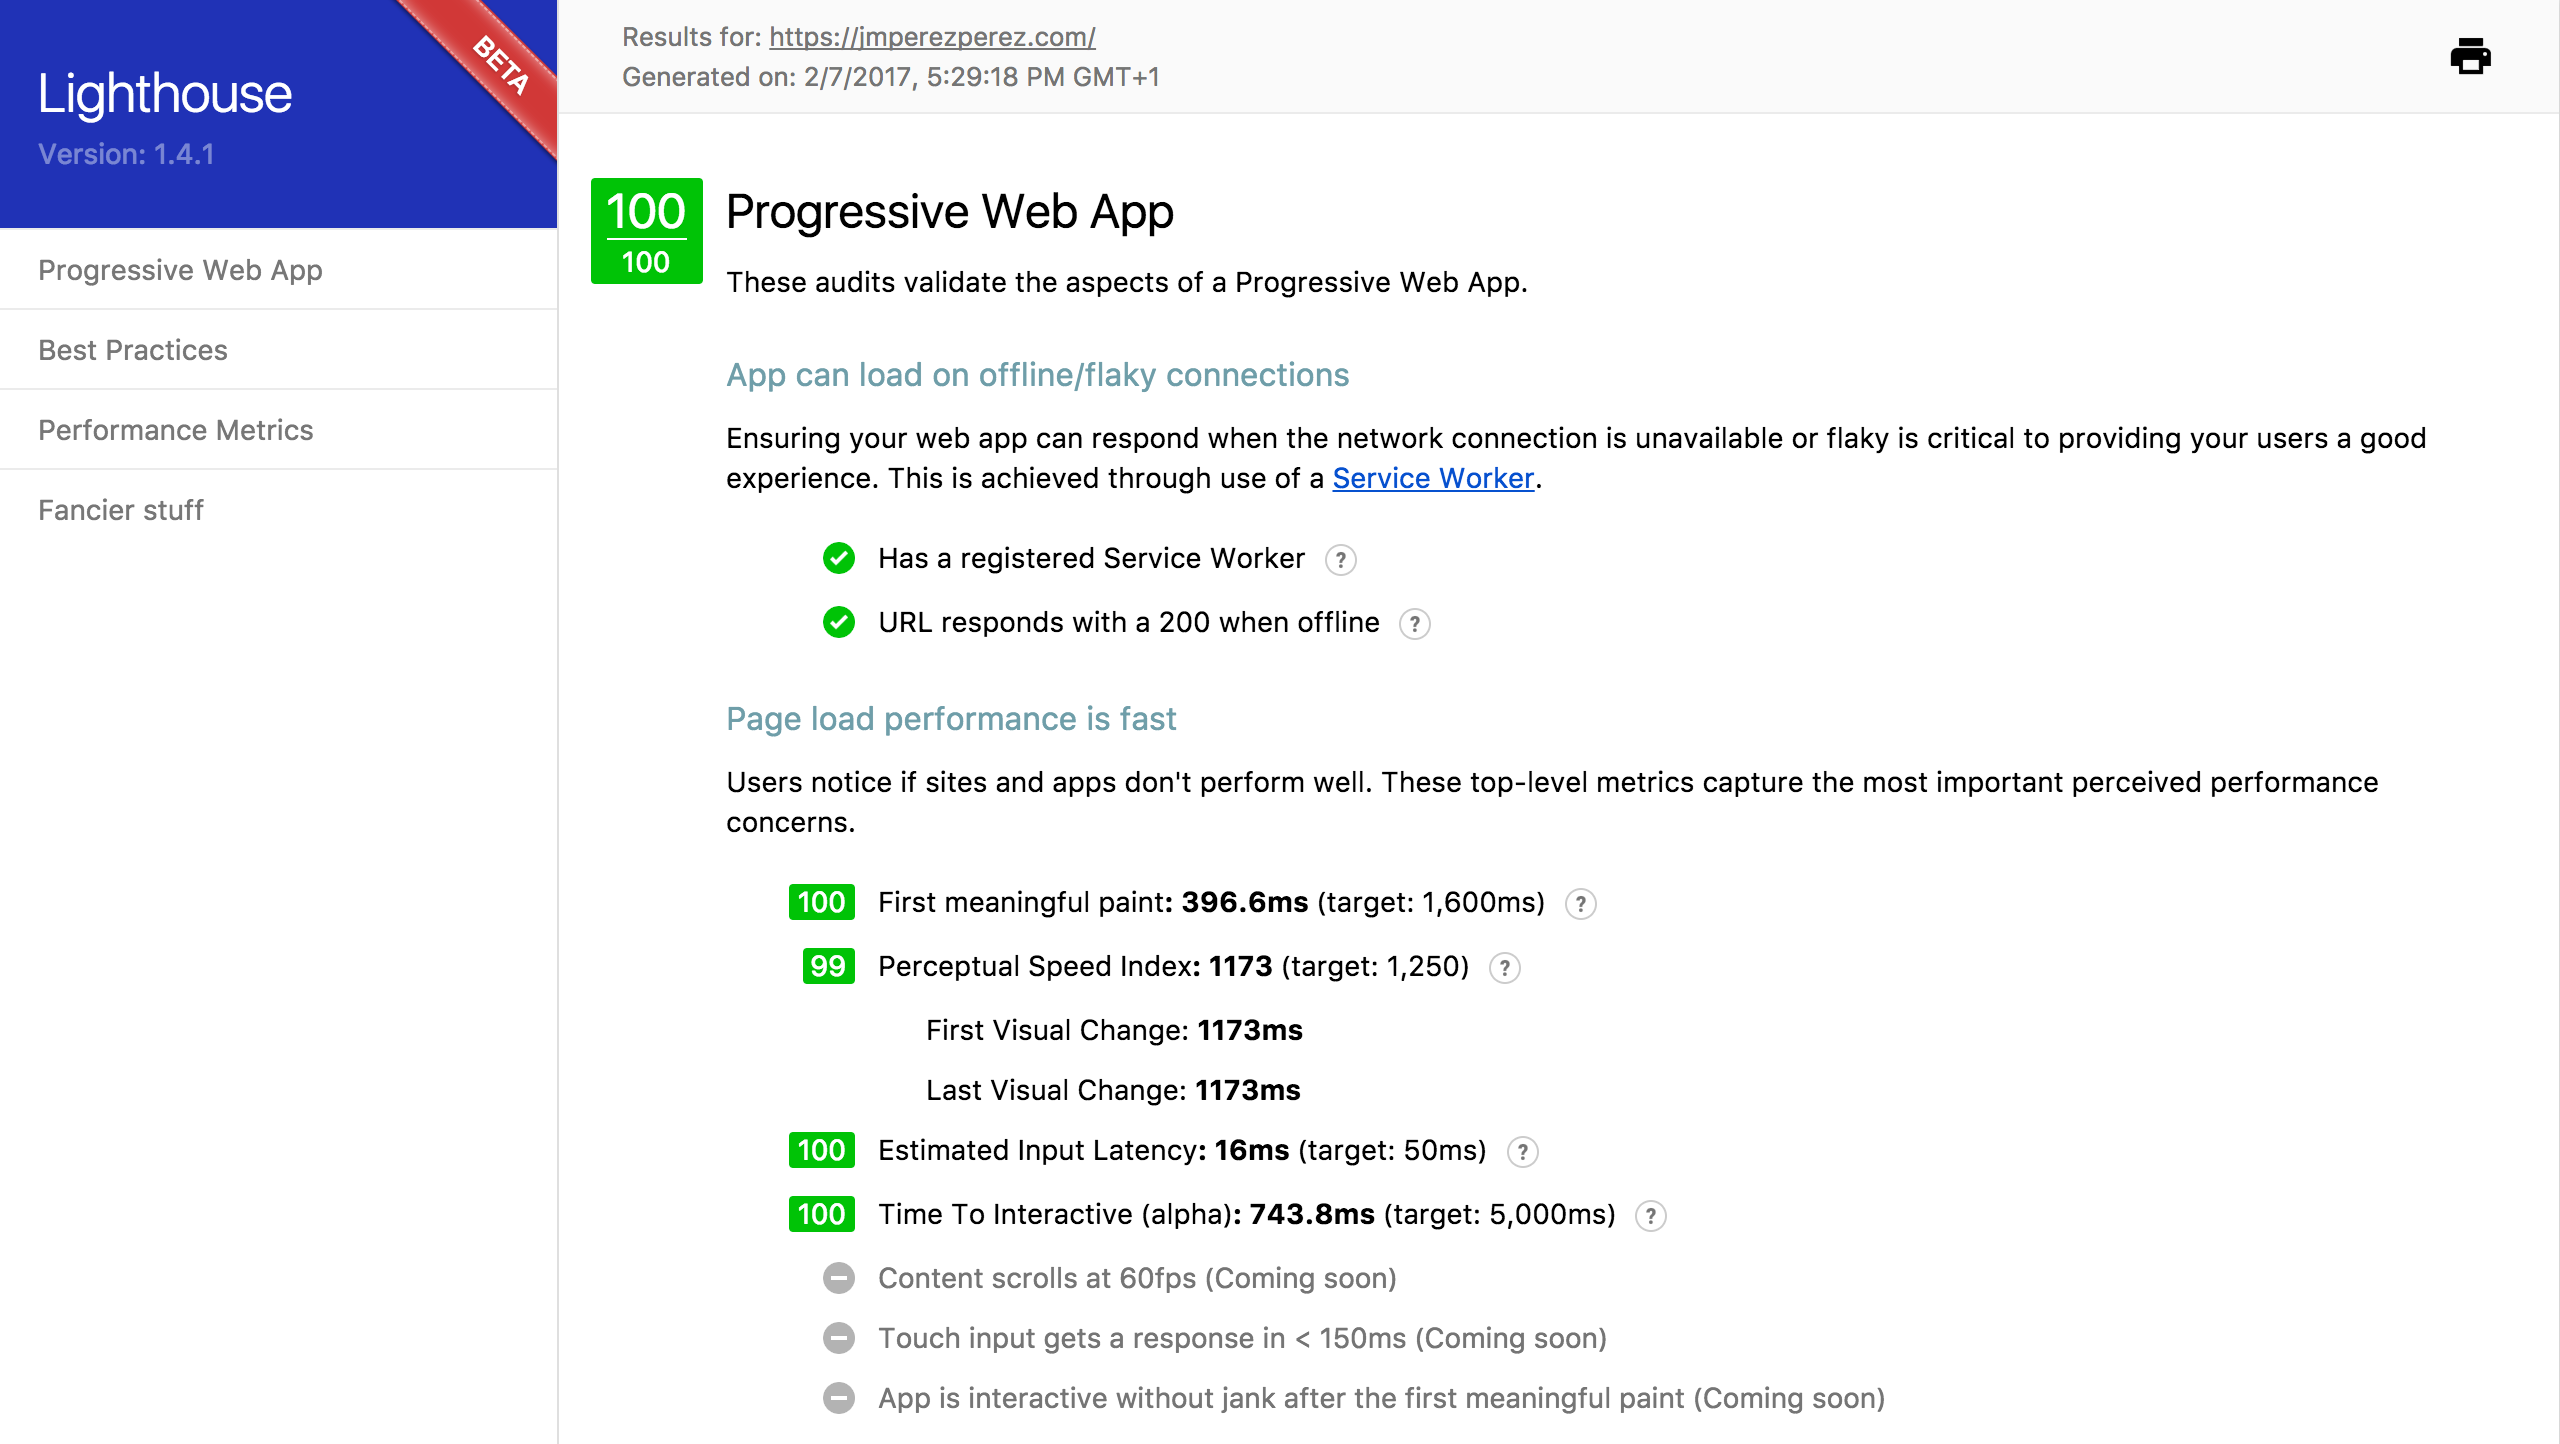 Lighthouse
Version: 1.4.1
BETA
Progressive Web App
Best Practices
Performance Metrics
Fancier stuff
Results for: https://jmperezperez.com/
Generated on: 2/7/2017, 5:29:18 PM GMT+1
100
100
Progressive Web App
These audits validate the aspects of a Progressive Web App.
App can load on offline/flaky connections
Ensuring your web app can respond when the network connection is unavailable or flaky is critical to providing your users a good
experience. This is achieved through use of a Service Worker.
Has a registered Service Worker ?
URL responds with a 200 when offline ?
Page load performance is fast
Users notice if sites and apps don't perform well. These top-level metrics capture the most important perceived performance
concerns.
100 First meaningful paint: 396.6ms (target: 1,600ms) ?
99 Perceptual Speed Index: 1173 (target: 1,250) ?
First Visual Change: 1173ms
Last Visual Change: 1173ms
100 Estimated Input Latency: 16ms (target: 50ms) ?
100 Time To Interactive (alpha): 743.8ms (target: 5,000ms) ?
Content scrolls at 60fps (Coming soon)
Touch input gets a response in < 150ms (Coming soon)
App is interactive without jank after the first meaningful paint (Coming soon)